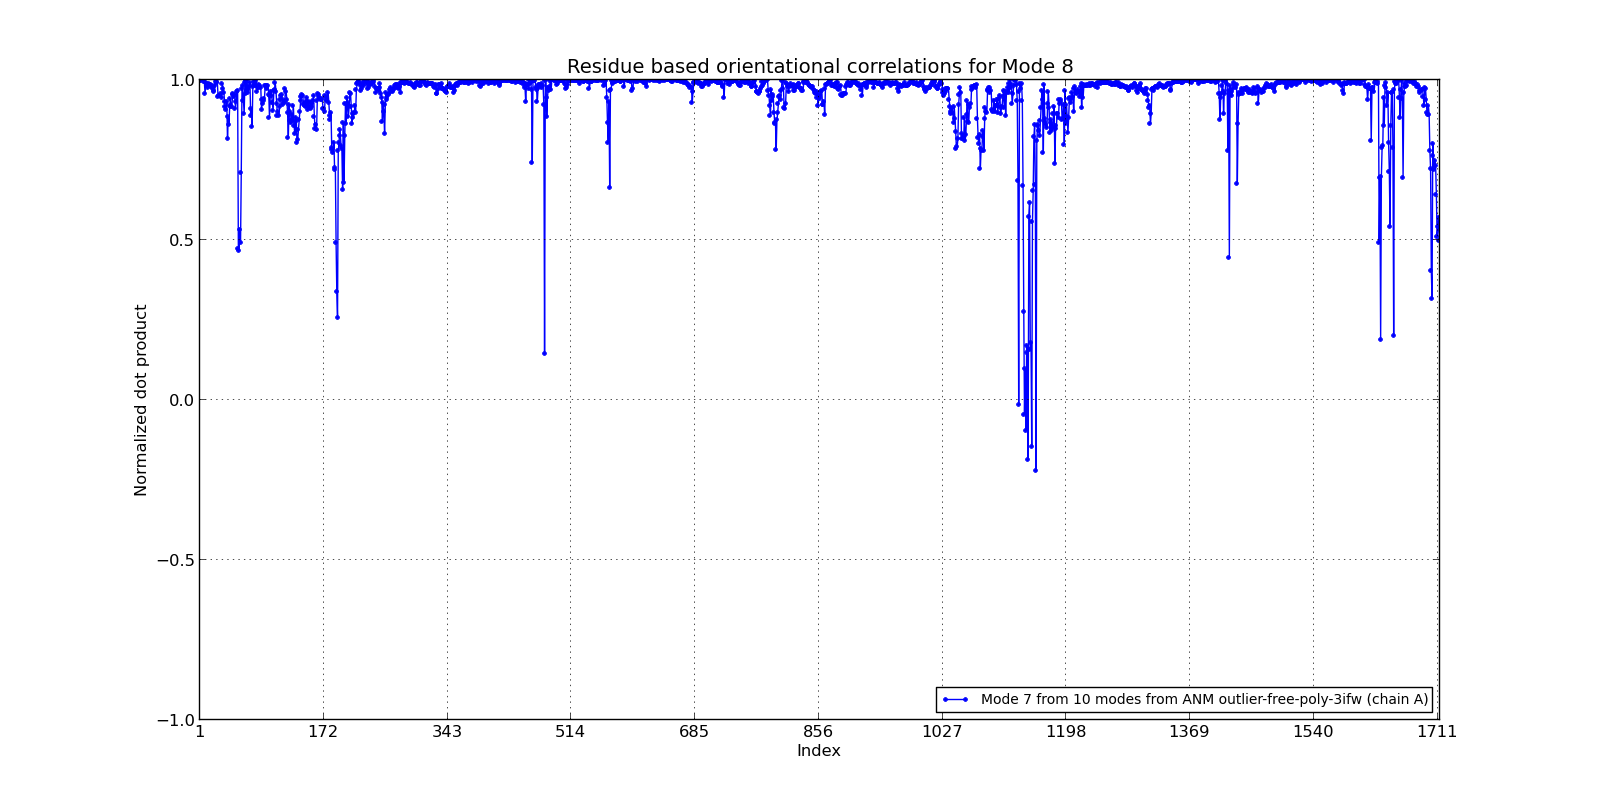 Residue based orientational correlations for Mode 8
1.0
0.5
0.0
−0.5
−1.0
Normalized dot product
Mode 7 from 10 modes from ANM outlier-free-poly-3ifw (chain A)
1 172 343 514 685 856 1027 1198 1369 1540 1711
Index